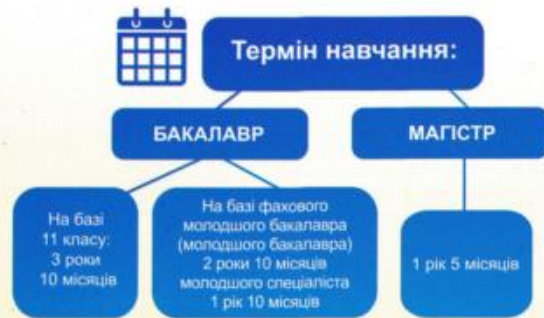 Термін навчання:
БАКАЛАВР
МАГІСТР
На базі
11 класу:
3 роки
10 місяців
На базі фахового
молодшого бакалавра
(молодшого бакалавра)
2 роки 10 місяців
молодшого спеціаліста
1 рік 10 місяців
1 рік 5 місяців